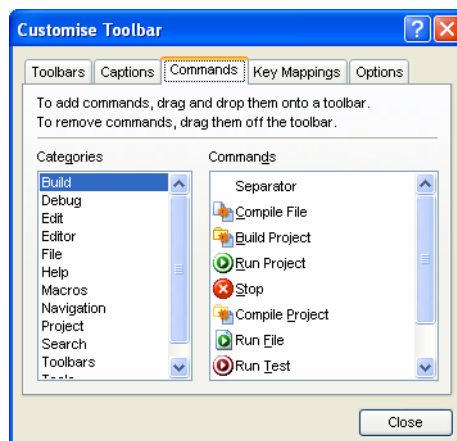 Customise Toolbar
Toolbars Captions Commands Key Mappings Options
To add commands, drag and drop them onto a toolbar.
To remove commands, drag them off the toolbar.
Categories
Build
Debug
Edit
Editor
File
Help
Macros
Navigation
Project
Search
Toolbars
Tools
Commands
Separator
Compile File
Build Project
Run Project
Stop
Compile Project
Run File
Run Test
Close